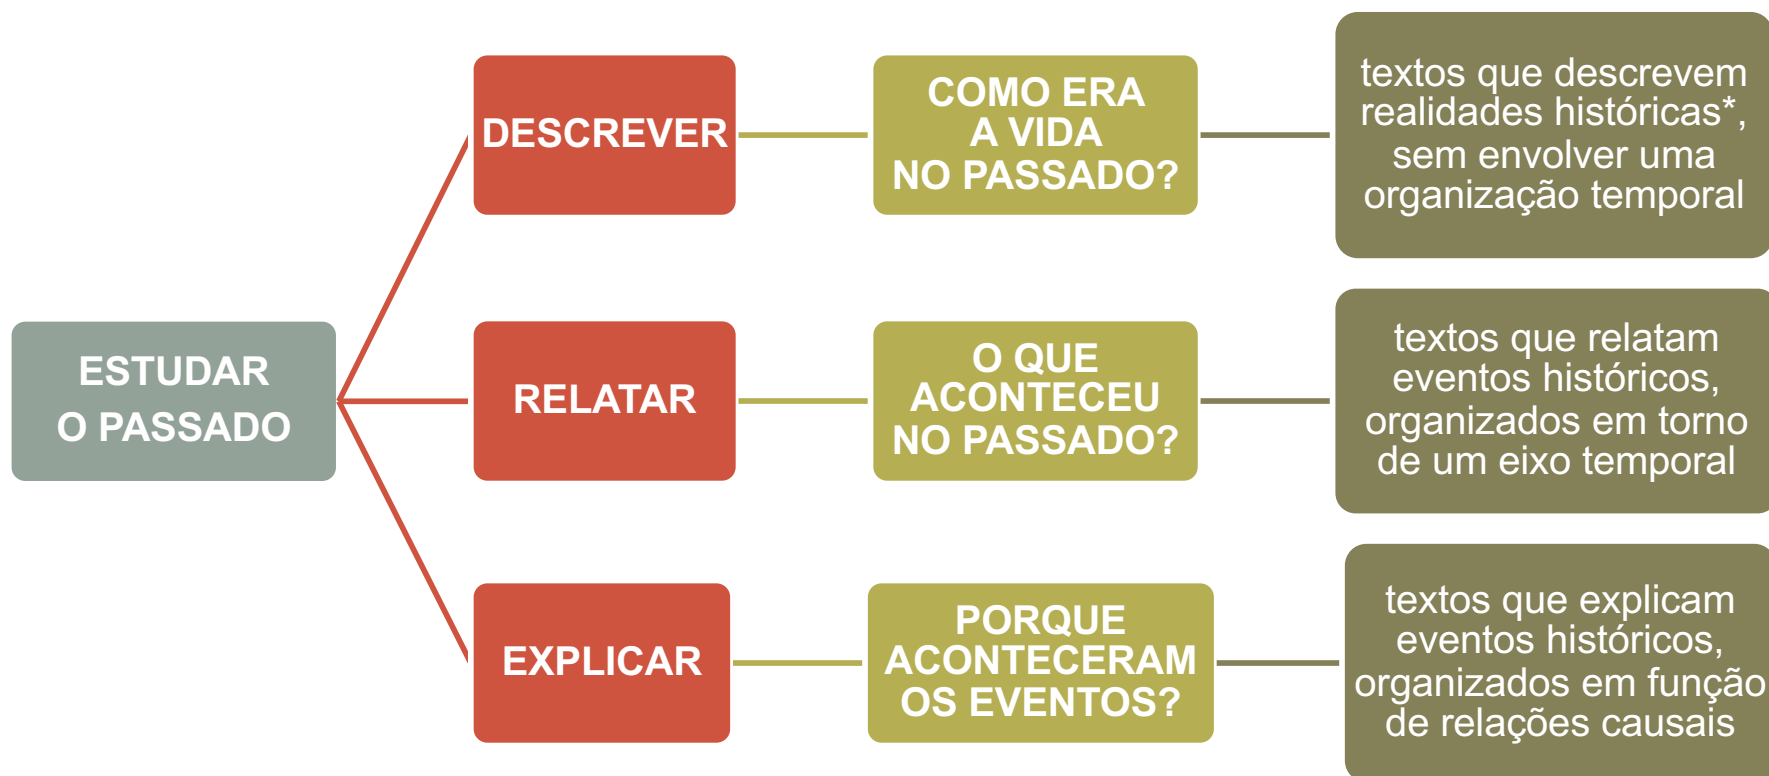 ESTUDAR
O PASSADO
DESCREVER
COMO ERA
A VIDA
NO PASSADO?
textos que descrevem
realidades históricas*,
sem envolver uma
organização temporal
RELATAR
O QUE
ACONTECEU
NO PASSADO?
textos que relatam
eventos históricos,
organizados em torno
de um eixo temporal
EXPLICAR
PORQUE
ACONTECERAM
OS EVENTOS?
textos que explicam
eventos históricos,
organizados em função
de relações causais